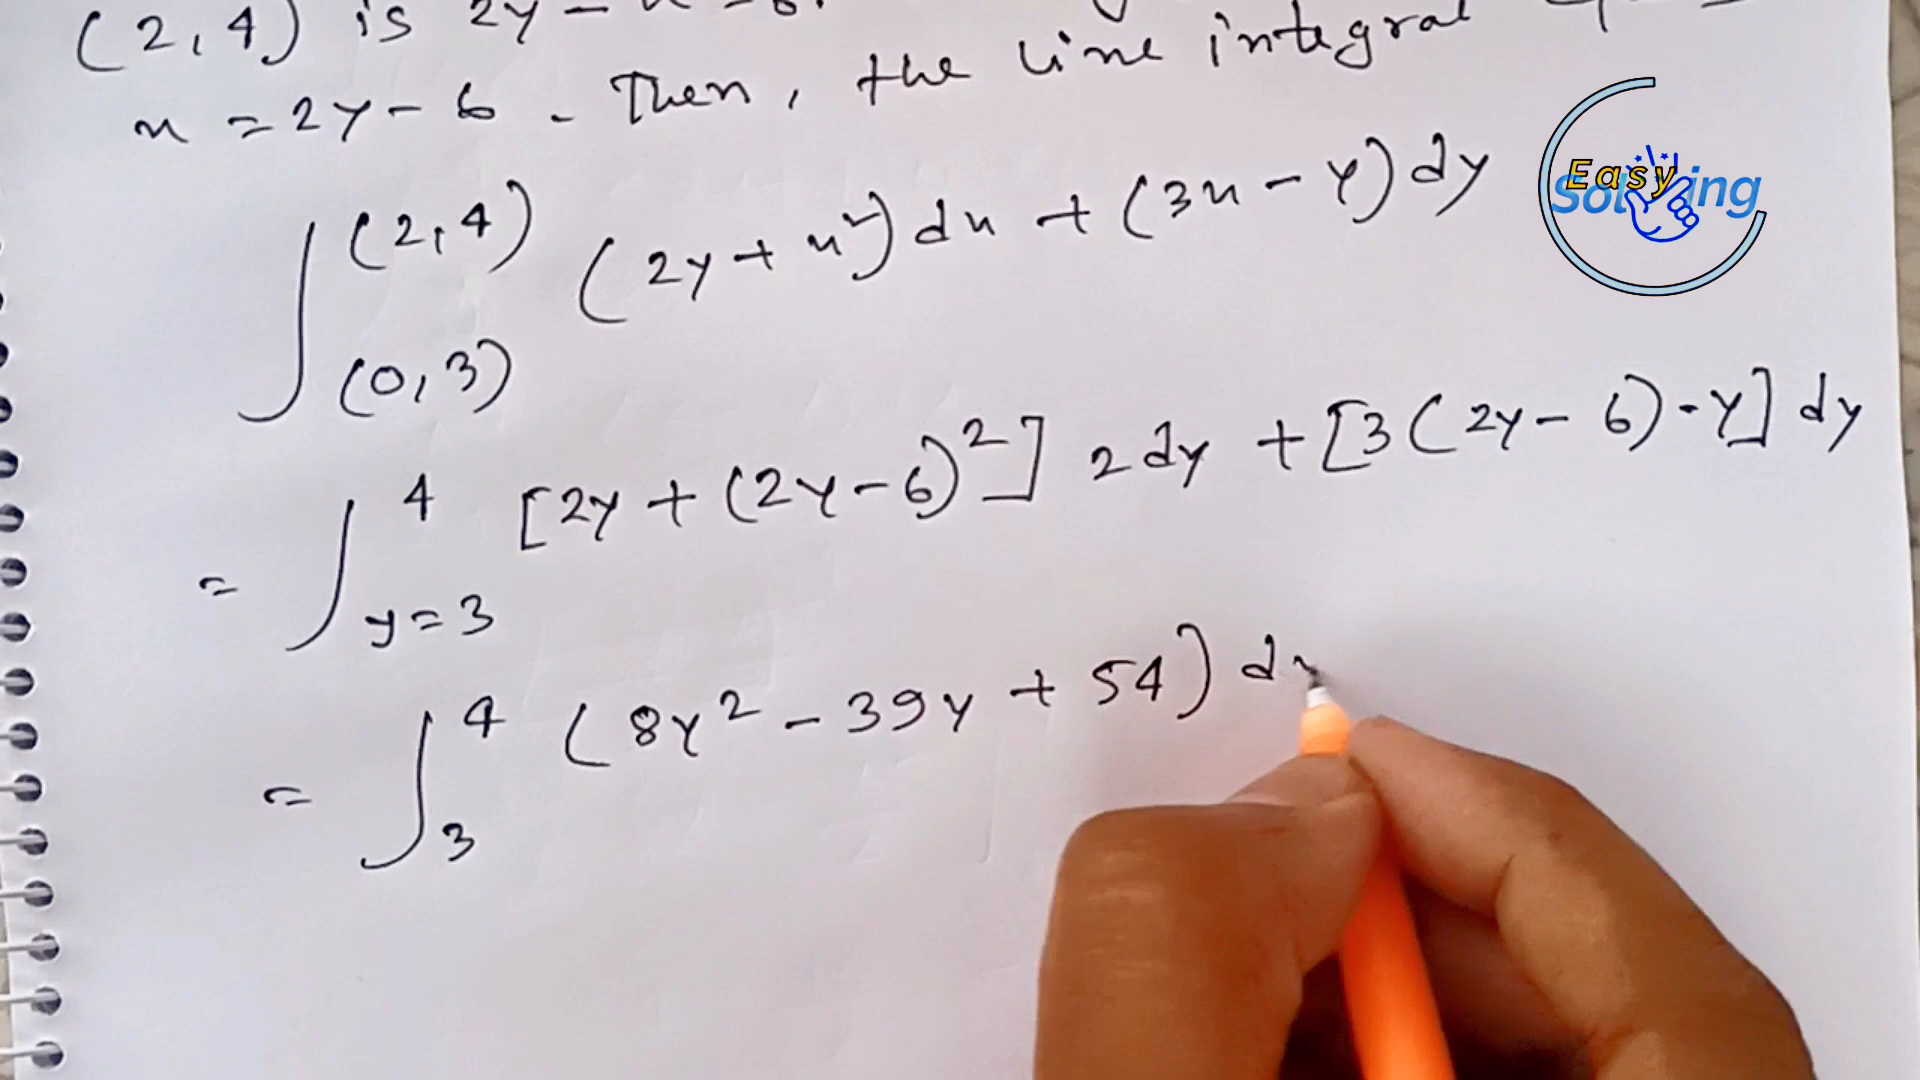 (2, 4) is 2y - x = 6.
x = 2y - 6. Then, the line integral
∫ (2, 4) (0, 3) (2y + x²) dx + (3x - y) dy
= ∫ 4 y=3 [2y + (2y - 6)²] 2dy + [3(2y - 6) - y] dy
= ∫ 4 3 (8y² - 39y + 54) dy
Easy
Solving